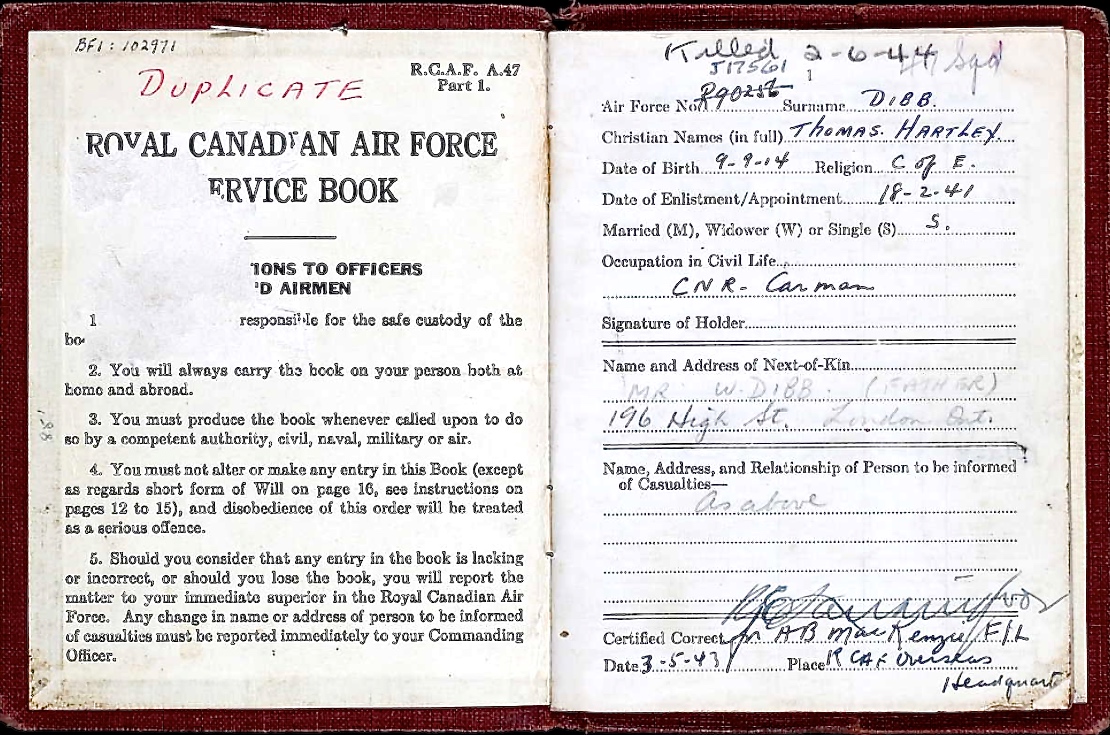 BFI: 102971
DUPLICATE
R.C.A.F. A.47
Part 1.
ROYAL CANADIAN AIR FORCE
ERVICE BOOK
IONS TO OFFICERS
D AIRMEN
1 responsible for the safe custody of the
bo
2. You will always carry the book on your person both at
home and abroad.
3. You must produce the book whenever called upon to do
so by a competent authority, civil, naval, military or air.
4. You must not alter or make any entry in this Book (except
as regards short form of Will on page 16, see instructions on
pages 12 to 15), and disobedience of this order will be treated
as a serious offence.
5. Should you consider that any entry in the book is lacking
or incorrect, or should you lose the book, you will report the
matter to your immediate superior in the Royal Canadian Air
Force. Any change in name or address of person to be informed
of casualties must be reported immediately to your Commanding
Officer.
Killed 2-6-44 Sqd
J17561
1
Air Force No. R90256 Surname DIBB.
Christian Names (in full) THOMAS. HARTLEY.
Date of Birth 9-9-14 Religion C of E.
Date of Enlistment/Appointment 18-2-41
Married (M), Widower (W) or Single (S) S.
Occupation in Civil Life
CNR- Carman
Signature of Holder
Name and Address of Next-of-Kin
MR W. DIBB. (FATHER)
196 High St. London Ont.
Name, Address, and Relationship of Person to be informed
of Casualties—
As above
Certified Correct for AB MacKenzie F/L
Date 3-5-43 Place RCAF Overseas
Headquart